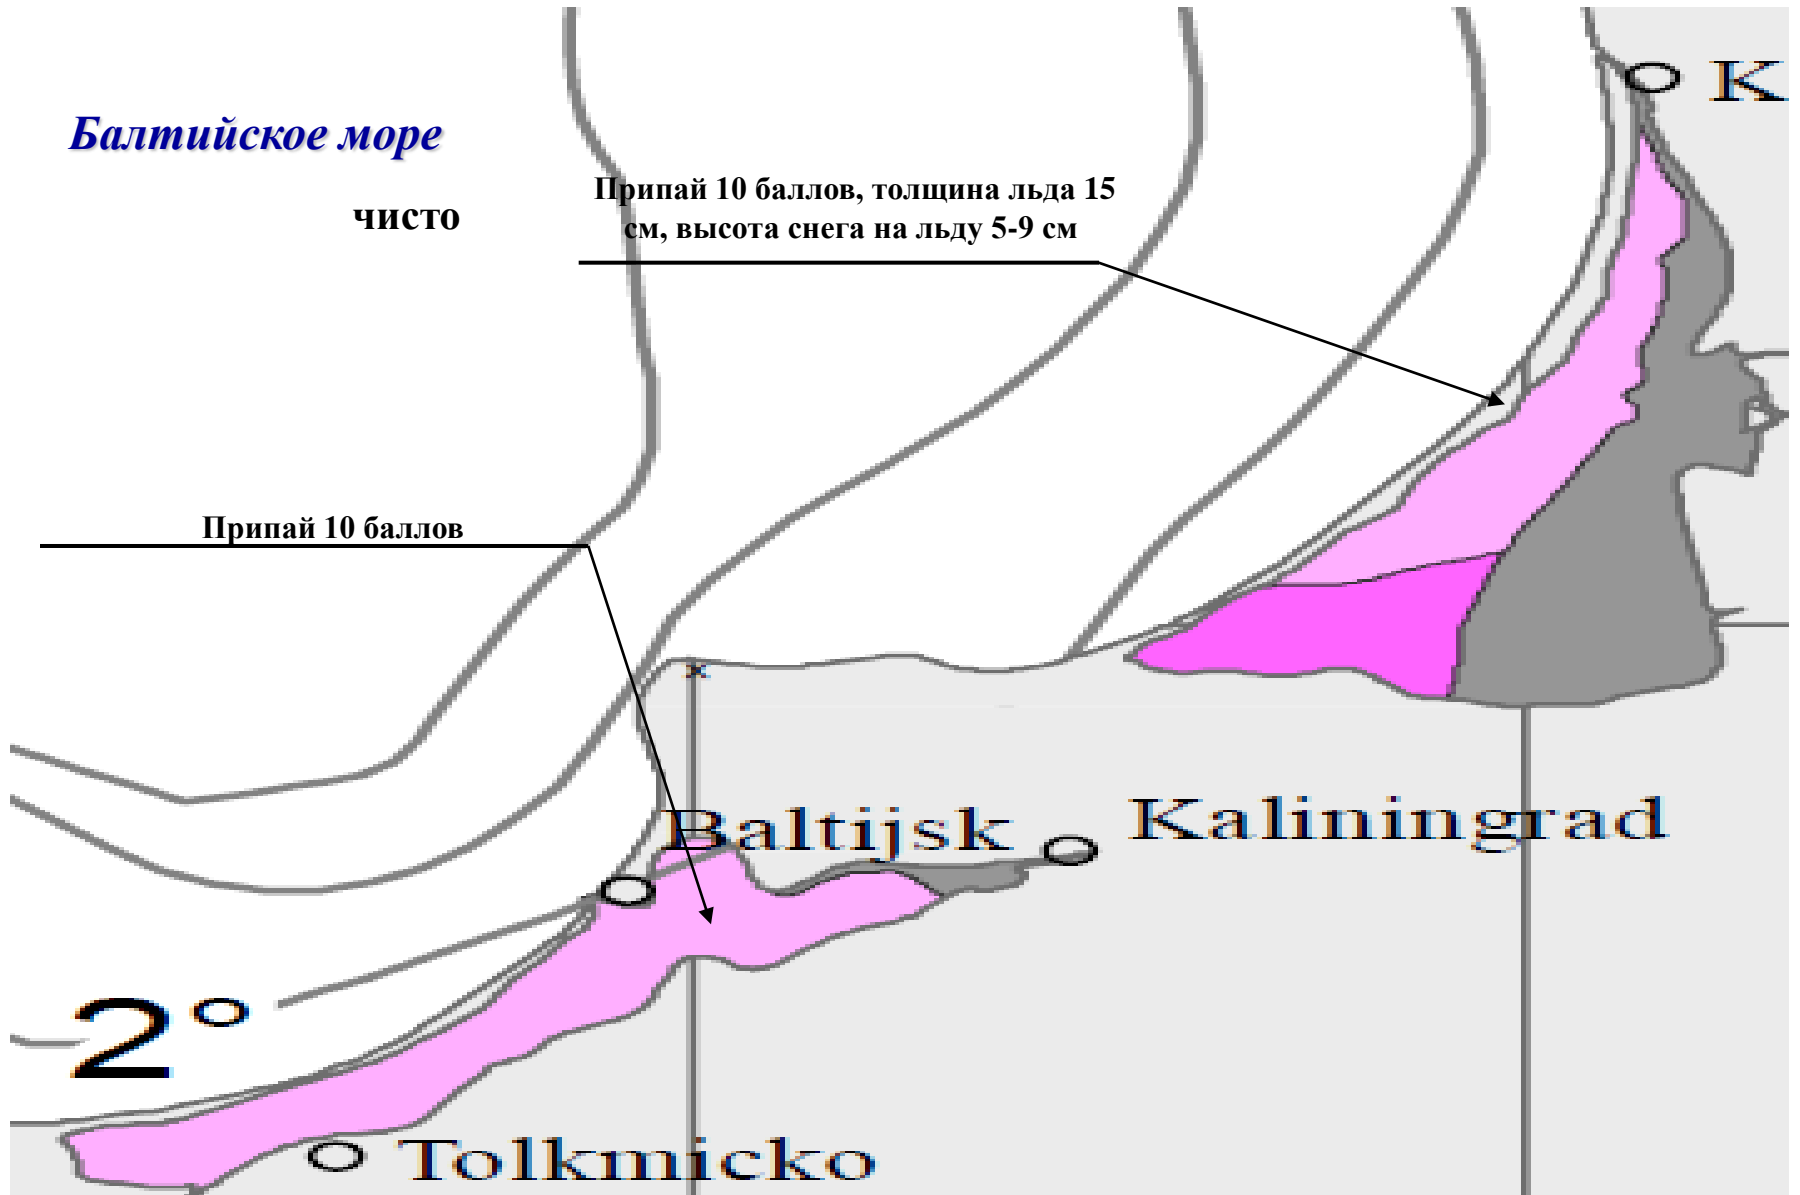 Балтийское море
чисто
Припай 10 баллов, толщина льда 15
см, высота снега на льду 5-9 см
Припай 10 баллов
K
Baltijsk
Kaliningrad
2°
Tolkmicko